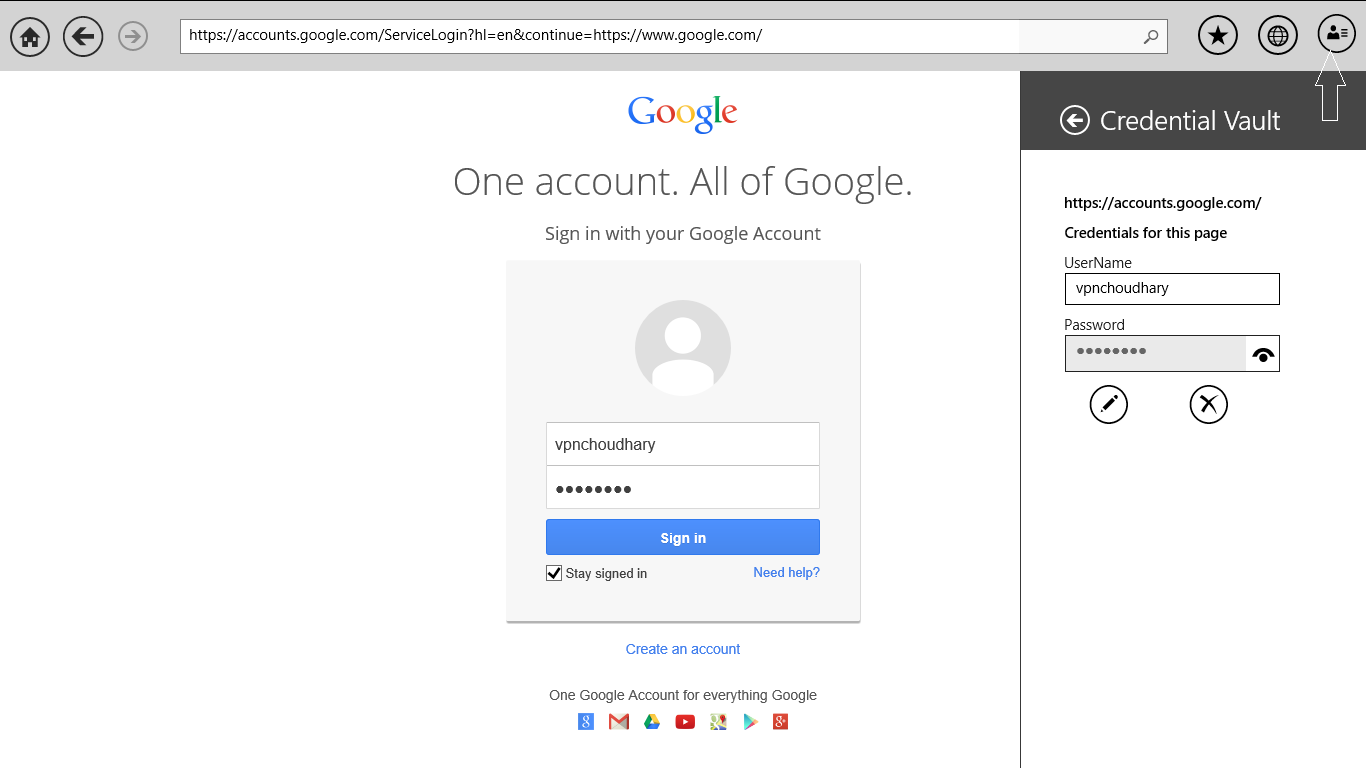 https://accounts.google.com/ServiceLogin?hl=en&continue=https://www.google.com/
Google
One account. All of Google.
Sign in with your Google Account
vpnchoudhary
••••••••
Sign in
Stay signed in
Need help?
Create an account
One Google Account for everything Google
Credential Vault
https://accounts.google.com/
Credentials for this page
UserName
vpnchoudhary
Password
••••••••